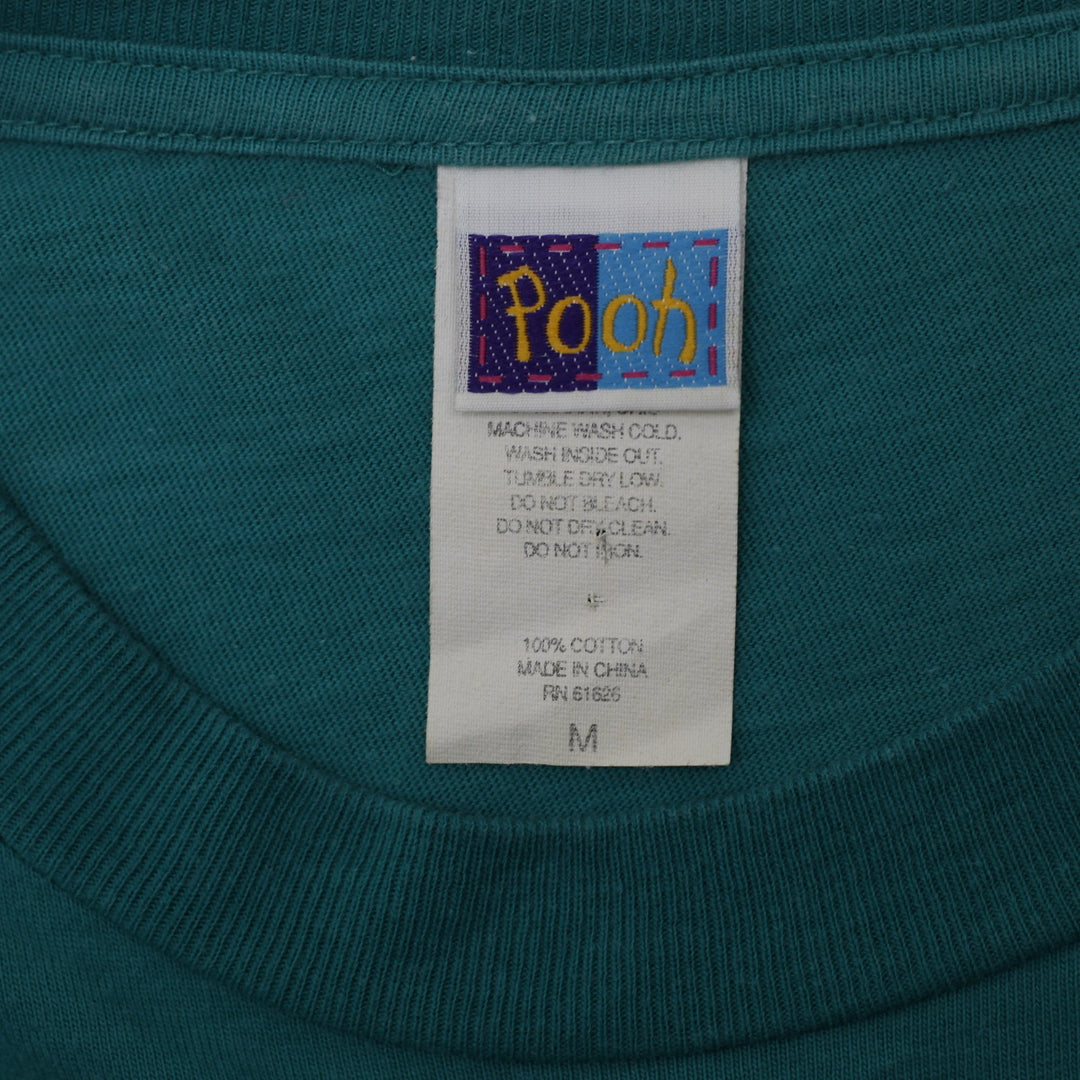 Pooh
MACHINE WASH COLD.
WASH INSIDE OUT.
TUMBLE DRY LOW.
DO NOT BLEACH.
DO NOT DRY CLEAN.
DO NOT IRON.
100% COTTON
MADE IN CHINA
RN 61626
M